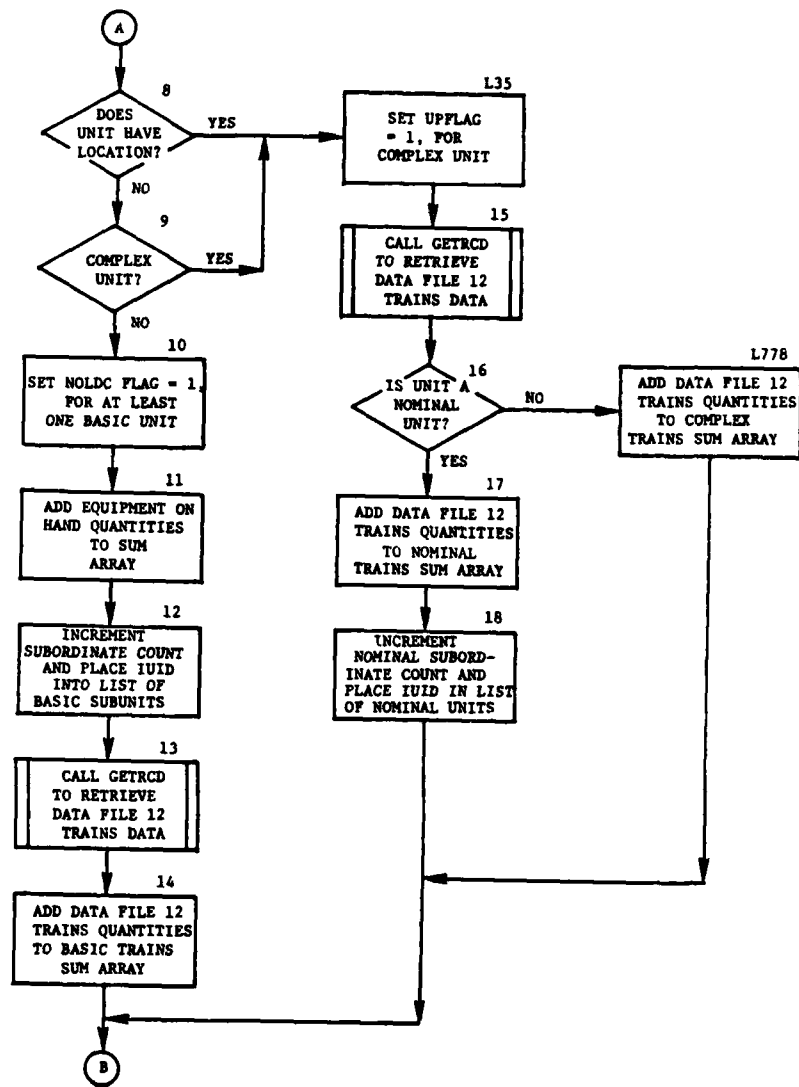 A
8
DOES
UNIT HAVE
LOCATION?
YES
NO
9
COMPLEX
UNIT?
YES
NO
10
SET NOLDC FLAG = 1,
FOR AT LEAST
ONE BASIC UNIT
11
ADD EQUIPMENT ON
HAND QUANTITIES
TO SUM
ARRAY
12
INCREMENT
SUBORDINATE COUNT
AND PLACE IUID
INTO LIST OF
BASIC SUBUNITS
13
CALL GETRCD
TO RETRIEVE
DATA FILE 12
TRAINS DATA
14
ADD DATA FILE 12
TRAINS QUANTITIES
TO BASIC TRAINS
SUM ARRAY
B
L35
SET UPFLAG
= 1, FOR
COMPLEX UNIT
15
CALL GETRCD
TO RETRIEVE
DATA FILE 12
TRAINS DATA
16
IS UNIT A
NOMINAL
UNIT?
NO
YES
17
ADD DATA FILE 12
TRAINS QUANTITIES
TO NOMINAL
TRAINS SUM ARRAY
18
INCREMENT
NOMINAL SUBORD-
INATE COUNT AND
PLACE IUID IN LIST
OF NOMINAL UNITS
L778
ADD DATA FILE 12
TRAINS QUANTITIES
TO COMPLEX
TRAINS SUM ARRAY